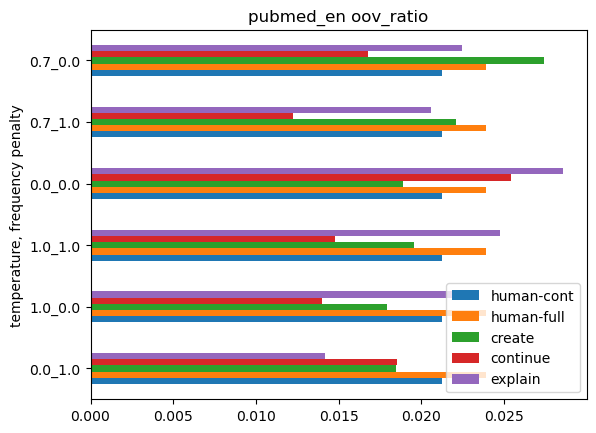 pubmed_en oov_ratio
temperature, frequency penalty
0.7_0.0
0.7_1.0
0.0_0.0
1.0_1.0
1.0_0.0
0.0_1.0
human-cont
human-full
create
continue
explain
0.000 0.005 0.010 0.015 0.020 0.025